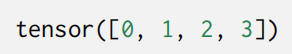 tensor([0, 1, 2, 3])